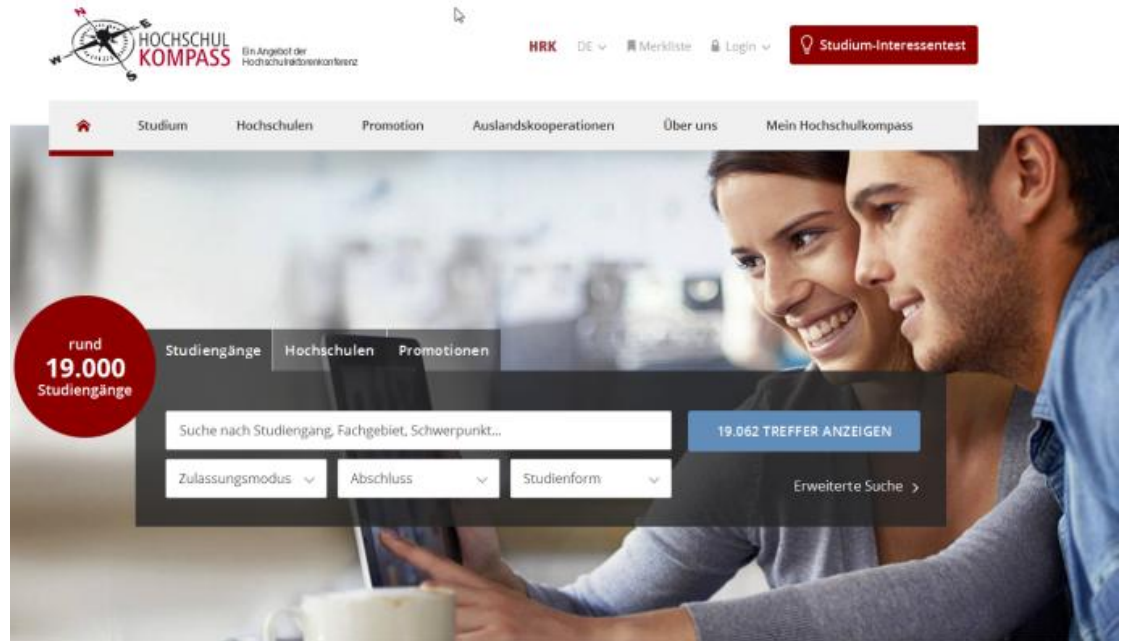 N
W
S
HOCHSCHUL
KOMPASS
Ein Angebot der
Hochschulrektorenkonferenz
HRK DE Merkliste Login Studium-Interessentest
Studium Hochschulen Promotion Auslandskooperationen Über uns Mein Hochschulkompass
rund
19.000
Studiengänge
Studiengänge Hochschulen Promotionen
Suche nach Studiengang, Fachgebiet, Schwerpunkt...
19.062 TREFFER ANZEIGEN
Zulassungsmodus Abschluss Studienform
Erweiterte Suche